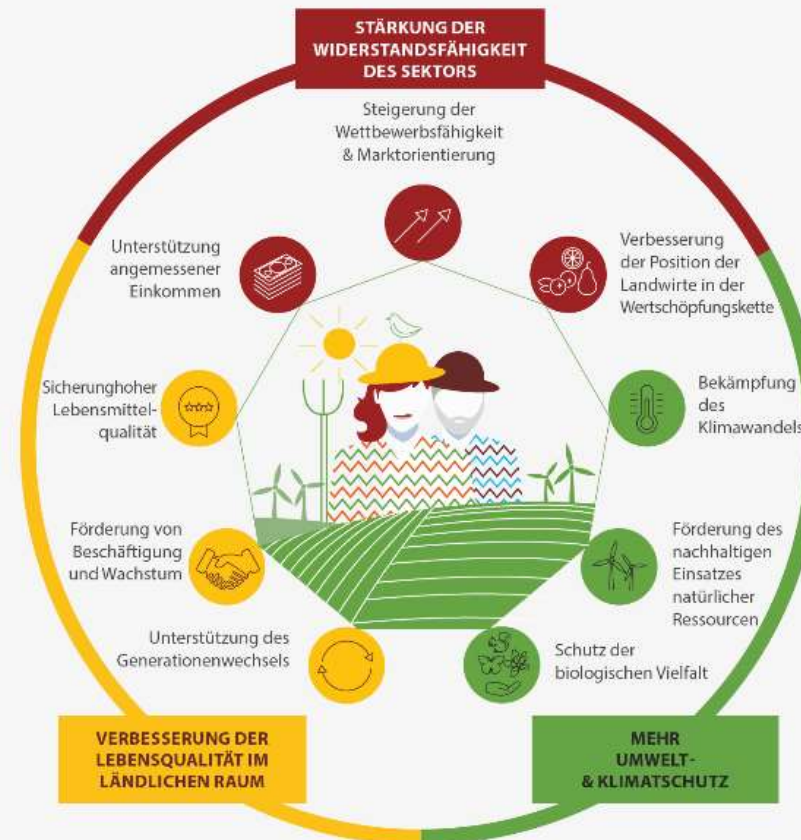 STÄRKUNG DER
WIDERSTANDSFÄHIGKEIT
DES SEKTORS
Steigerung der
Wettbewerbsfähigkeit
& Marktorientierung
Unterstützung
angemessener
Einkommen
Verbesserung
der Position der
Landwirte in der
Wertschöpfungskette
Sicherunghoher
Lebensmittel-
qualität
Bekämpfung
des
Klimawandels
Förderung von
Beschäftigung
und Wachstum
Förderung des
nachhaltigen
Einsatzes
natürlicher
Ressourcen
Unterstützung des
Generationenwechsels
Schutz der
biologischen Vielfalt
VERBESSERUNG DER
LEBENSQUALITÄT IM
LÄNDLICHEN RAUM
MEHR
UMWELT-
& KLIMATSCHUTZ